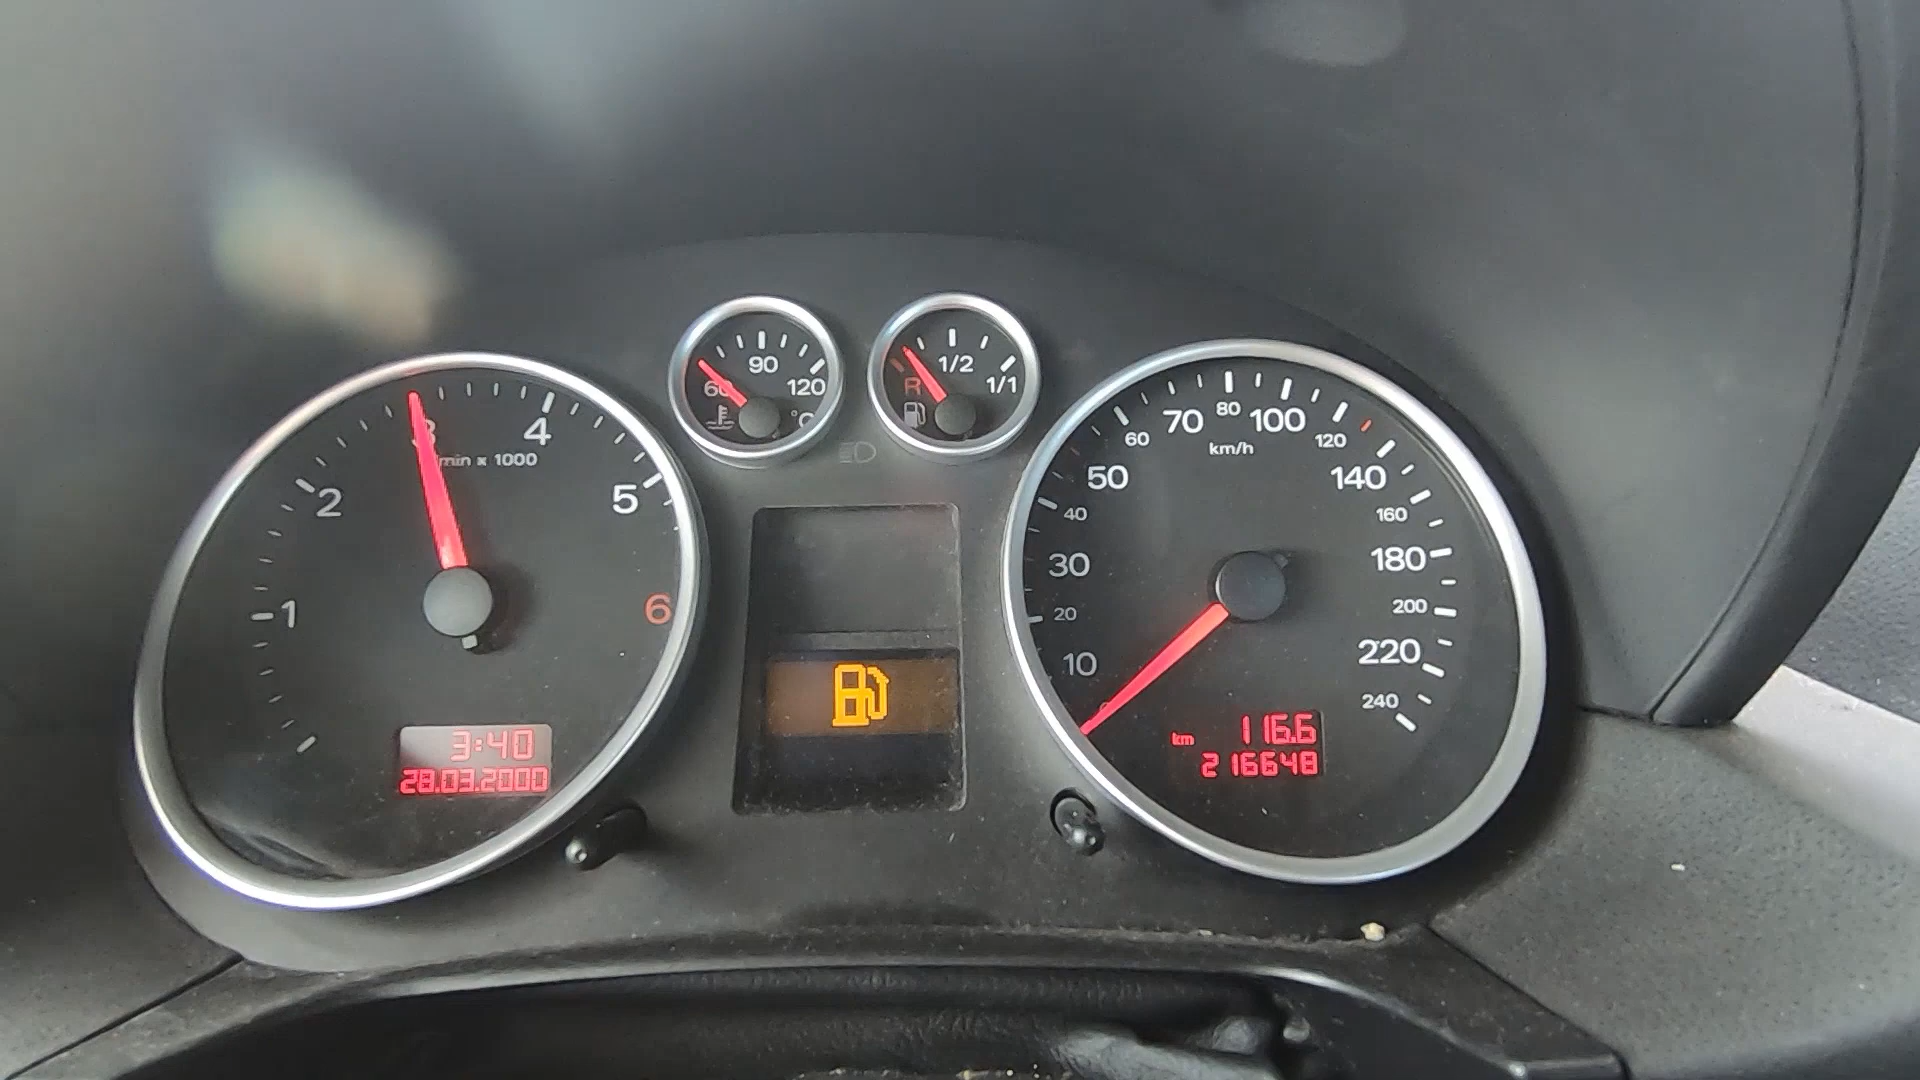 60 90 120
°C
R 1/2 1/1
1 2 3 4 5 6
/min x 1000
3:40
28.03.2000
10 20 30 40 50 60 70 80 100 120 140 160 180 200 220 240
km/h
km 116.6
216648